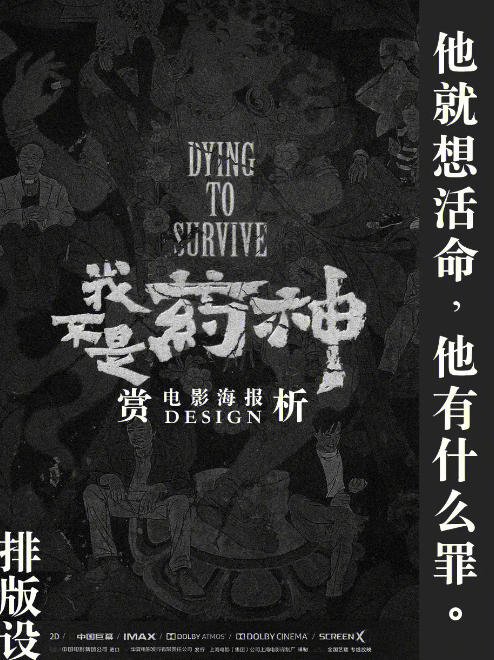 DYING
TO
SURVIVE
我不是药神
赏 电影海报 析
DESIGN
他就想活命，他有什么罪。
排版设
2D / 中国巨幕 / IMAX / DOLBY ATMOS / DOLBY CINEMA / SCREEN X